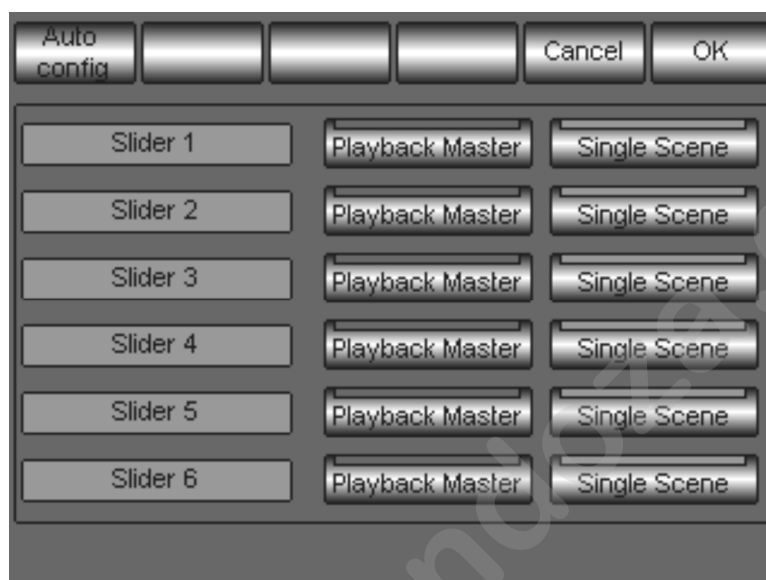 Auto
config
Cancel
OK
Slider 1 Playback Master Single Scene
Slider 2 Playback Master Single Scene
Slider 3 Playback Master Single Scene
Slider 4 Playback Master Single Scene
Slider 5 Playback Master Single Scene
Slider 6 Playback Master Single Scene